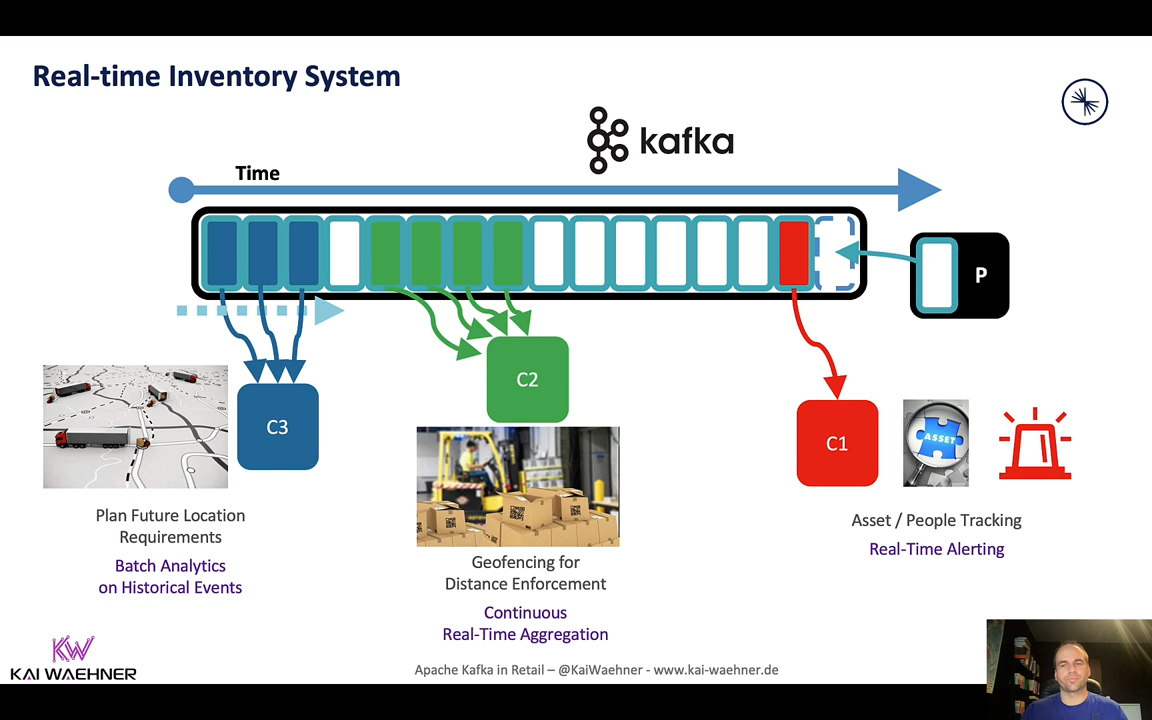 Real-time Inventory System
kafka
Time
P
C3
C2
C1
ASSET
Plan Future Location
Requirements
Batch Analytics
on Historical Events
Geofencing for
Distance Enforcement
Continuous
Real-Time Aggregation
Asset / People Tracking
Real-Time Alerting
KW
KAI WAEHNER
Apache Kafka in Retail – @KaiWaehner - www.kai-waehner.de